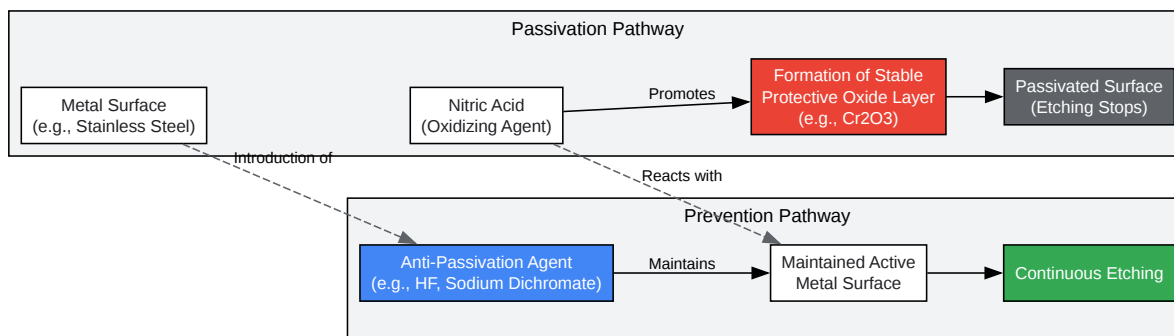 Passivation Pathway
Metal Surface
(e.g., Stainless Steel)
Nitric Acid
(Oxidizing Agent)
Promotes
Formation of Stable
Protective Oxide Layer
(e.g., Cr2O3)
Passivated Surface
(Etching Stops)
Introduction of
Reacts with
Prevention Pathway
Anti-Passivation Agent
(e.g., HF, Sodium Dichromate)
Maintains
Maintained Active
Metal Surface
Continuous Etching